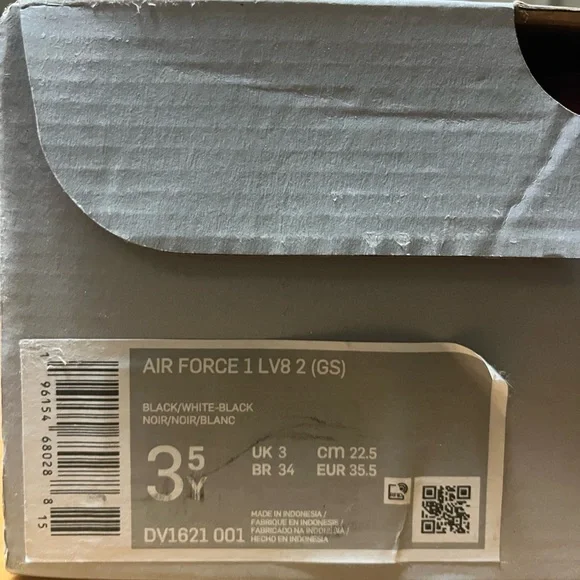 AIR FORCE 1 LV8 2 (GS)
BLACK/WHITE-BLACK
NOIR/NOIR/BLANC
3.5Y
UK 3 cm 22.5
BR 34 EUR 35.5
DV1621 001
MADE IN INDONESIA/
FABRIQUE EN INDONESIE/
FABRICADO NA INDONÉSIA/
HECHO EN INDONESIA
1 96154 68028 8 15